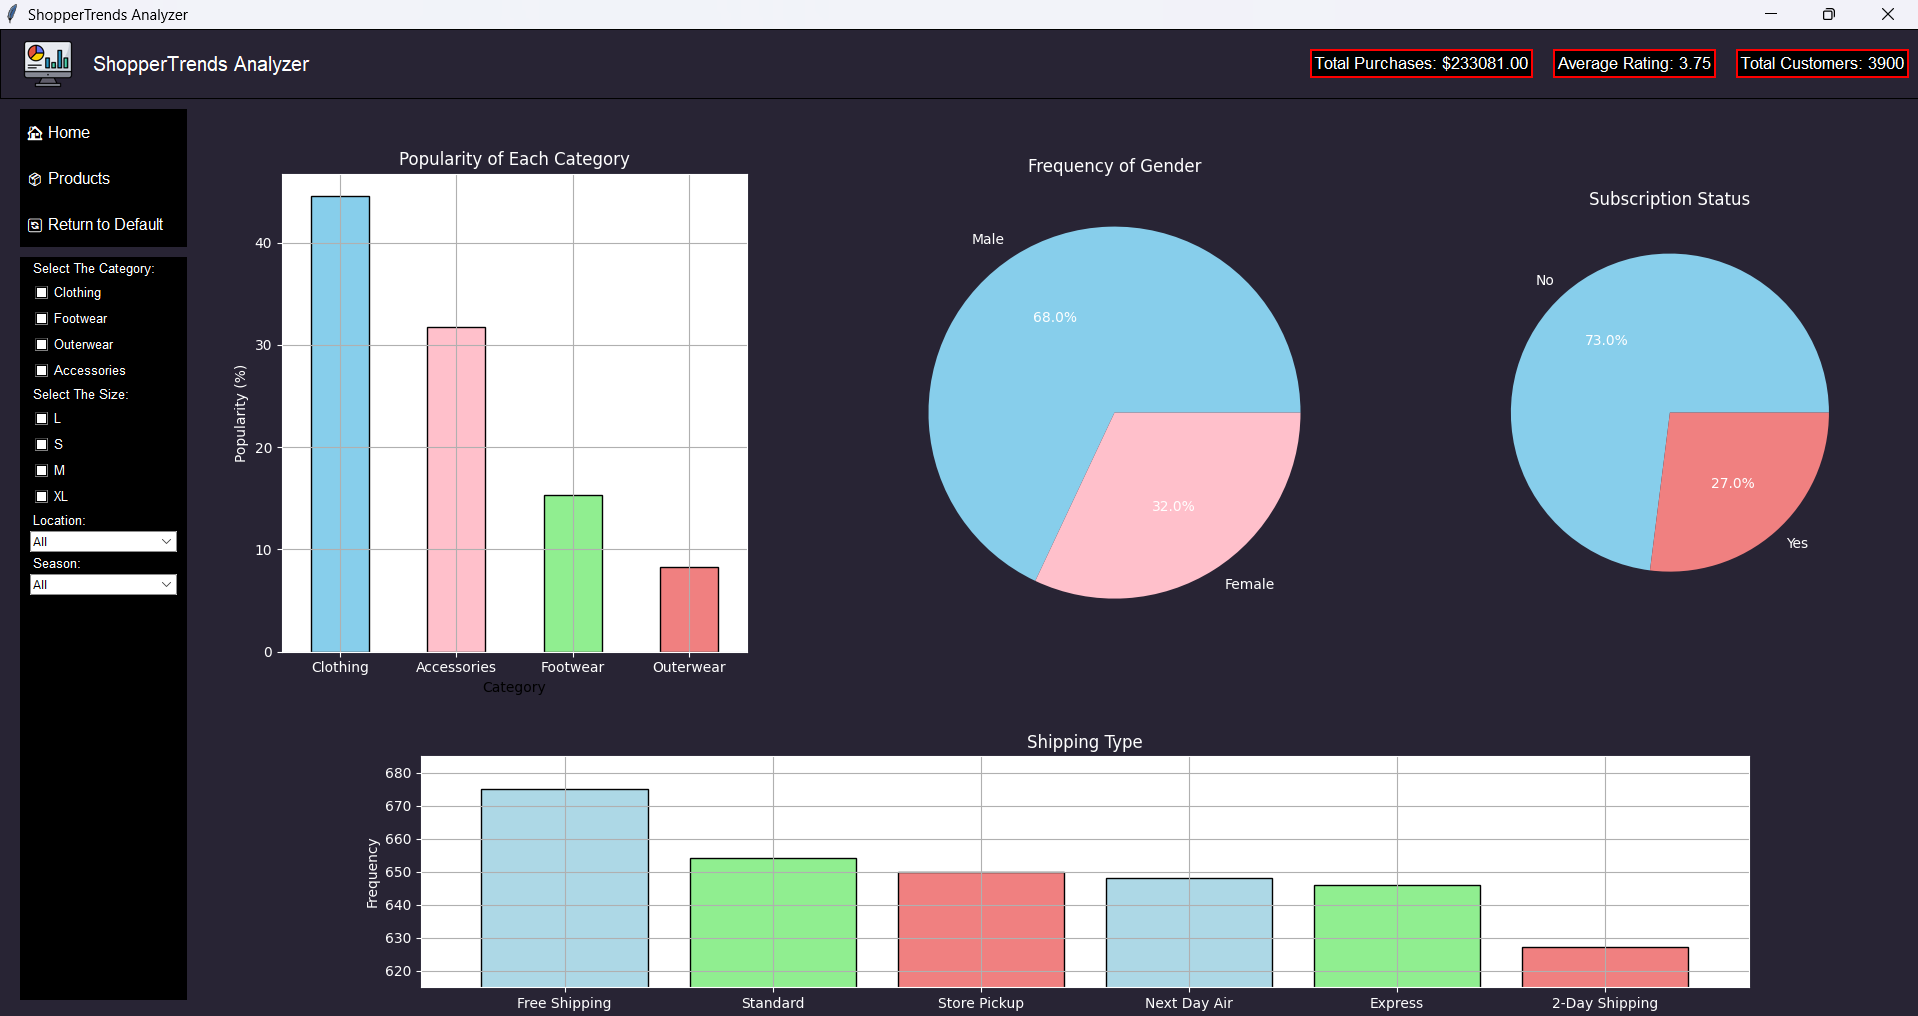 ShopperTrends Analyzer
ShopperTrends Analyzer
Total Purchases: $233081.00
Average Rating: 3.75
Total Customers: 3900
Home
Products
Return to Default
Select The Category:
Clothing
Footwear
Outerwear
Accessories
Select The Size:
L
S
M
XL
Location:
All
Season:
All
Popularity of Each Category
Popularity (%)
40
30
20
10
0
Clothing
Accessories
Footwear
Outerwear
Category
Frequency of Gender
Male
68.0%
32.0%
Female
Subscription Status
No
73.0%
27.0%
Yes
Shipping Type
Frequency
680
670
660
650
640
630
620
Free Shipping
Standard
Store Pickup
Next Day Air
Express
2-Day Shipping